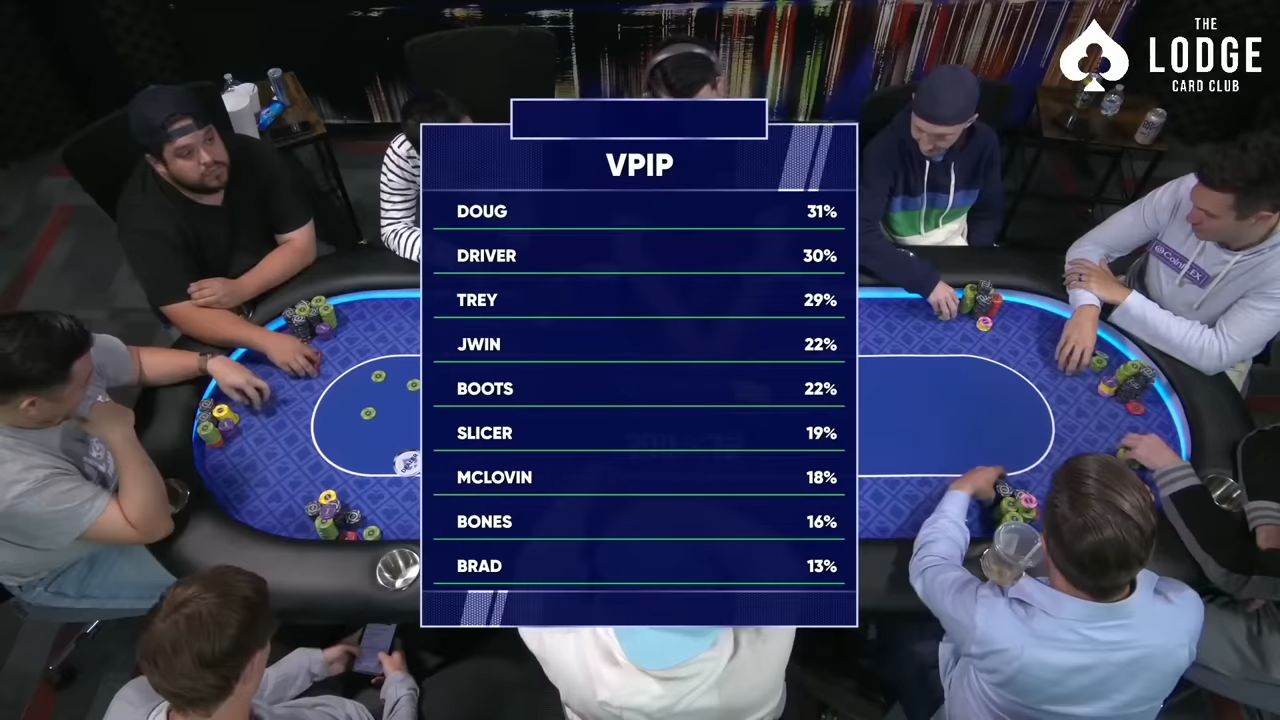 THE
LODGE
CARD CLUB
VPIP
DOUG 31%
DRIVER 30%
TREY 29%
JWIN 22%
BOOTS 22%
SLICER 19%
MCLOVIN 18%
BONES 16%
BRAD 13%
CoinFLEX